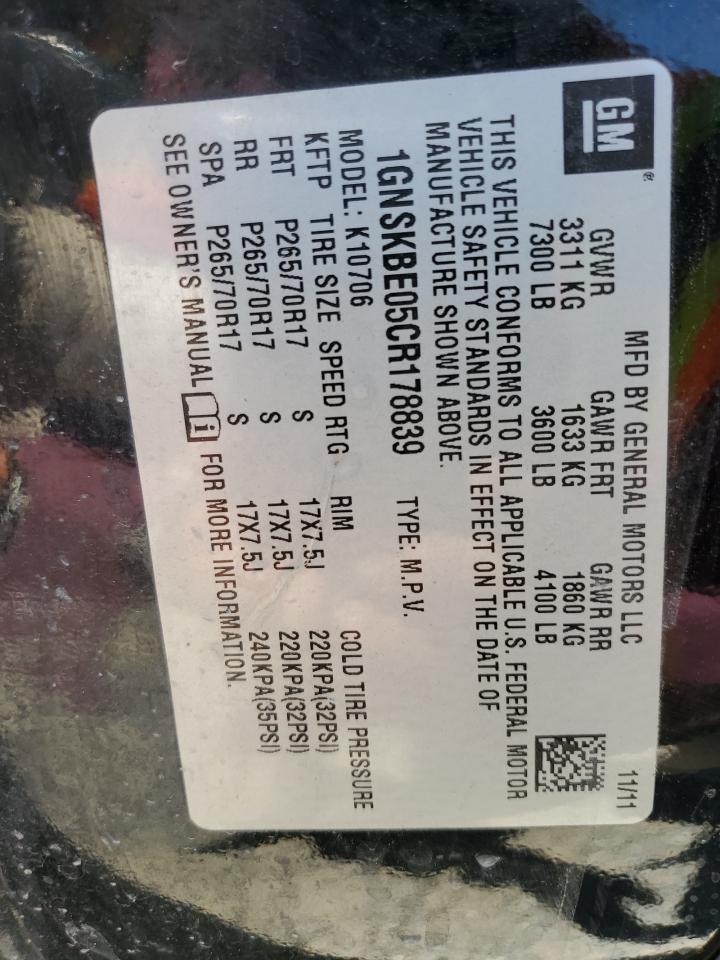 GM®
MFD BY GENERAL MOTORS LLC 11/11
GVWR GAWR FRT GAWR RR
3311 KG 1633 KG 1860 KG
7300 LB 3600 LB 4100 LB
THIS VEHICLE CONFORMS TO ALL APPLICABLE U.S. FEDERAL MOTOR
VEHICLE SAFETY STANDARDS IN EFFECT ON THE DATE OF
MANUFACTURE SHOWN ABOVE.
1GNSKBE05CR178839 TYPE: M.P.V.
MODEL: K10706
KFTP TIRE SIZE SPEED RTG RIM COLD TIRE PRESSURE
FRT P265/70R17 S 17X7.5J 220KPA(32PSI)
RR P265/70R17 S 17X7.5J 220KPA(32PSI)
SPA P265/70R17 S 17X7.5J 240KPA(35PSI)
SEE OWNER'S MANUAL i FOR MORE INFORMATION.